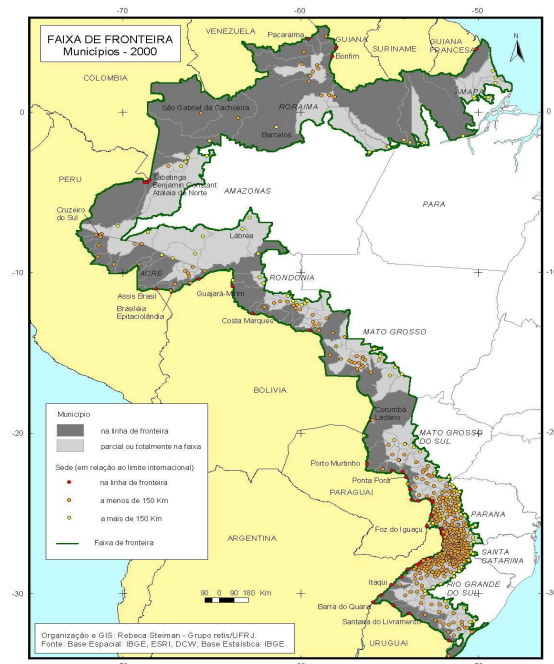 FAIXA DE FRONTEIRA
Municípios - 2000
VENEZUELA
Pacaraima
GUIANA
SURINAME
GUIANA
FRANCESA
Bonfim
COLOMBIA
AMAPÁ
São Gabriel da Cachoeira
RORAIMA
Barcelos
0
PERU
Tabatinga
Benjamin Constant
Atalaia do Norte
AMAZONAS
PARA
Cruzeiro
do Sul
Lábrea
-10
ACRE
RONDONIA
Assis Brasil
Guajará-Mirim
Brasiléia
Epitaciolândia
Costa Marques
MATO GROSSO
BOLIVIA
Corumbá
Ladário
Município
na linha de fronteira
parcial ou totalmente na faixa
Sede (em relação ao limite internacional)
na linha de fronteira
a menos de 150 Km
a mais de 150 Km
Faixa de fronteira
-20
MATO GROSSO
DO SUL
Porto Murtinho
Ponta Porã
PARAGUAI
PARANA
Foz do Iguaçu
ARGENTINA
SANTA
CATARINA
Itaqui
RIO GRANDE
DO SUL
90 0 90 180 Km
-30
Barra do Quaraí
Santana do Livramento
URUGUAI
Organização e GIS: Rebeca Steiman - Grupo retis/UFRJ.
Fonte: Base Espacial: IBGE, ESRI, DCW; Base Estaística: IBGE.
-70
-60
-50